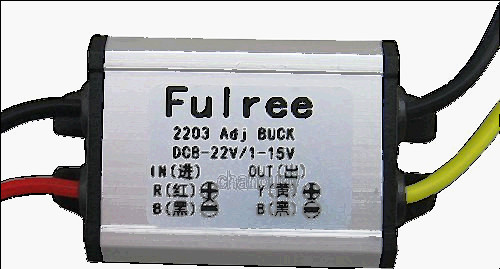 Fulree
2203 Adj BUCK
DC8-22V/1-15V
IN(进) OUT(出)
R(红)⊕ Y(黄)⊕
B(黑)⊖ B(黑)⊖